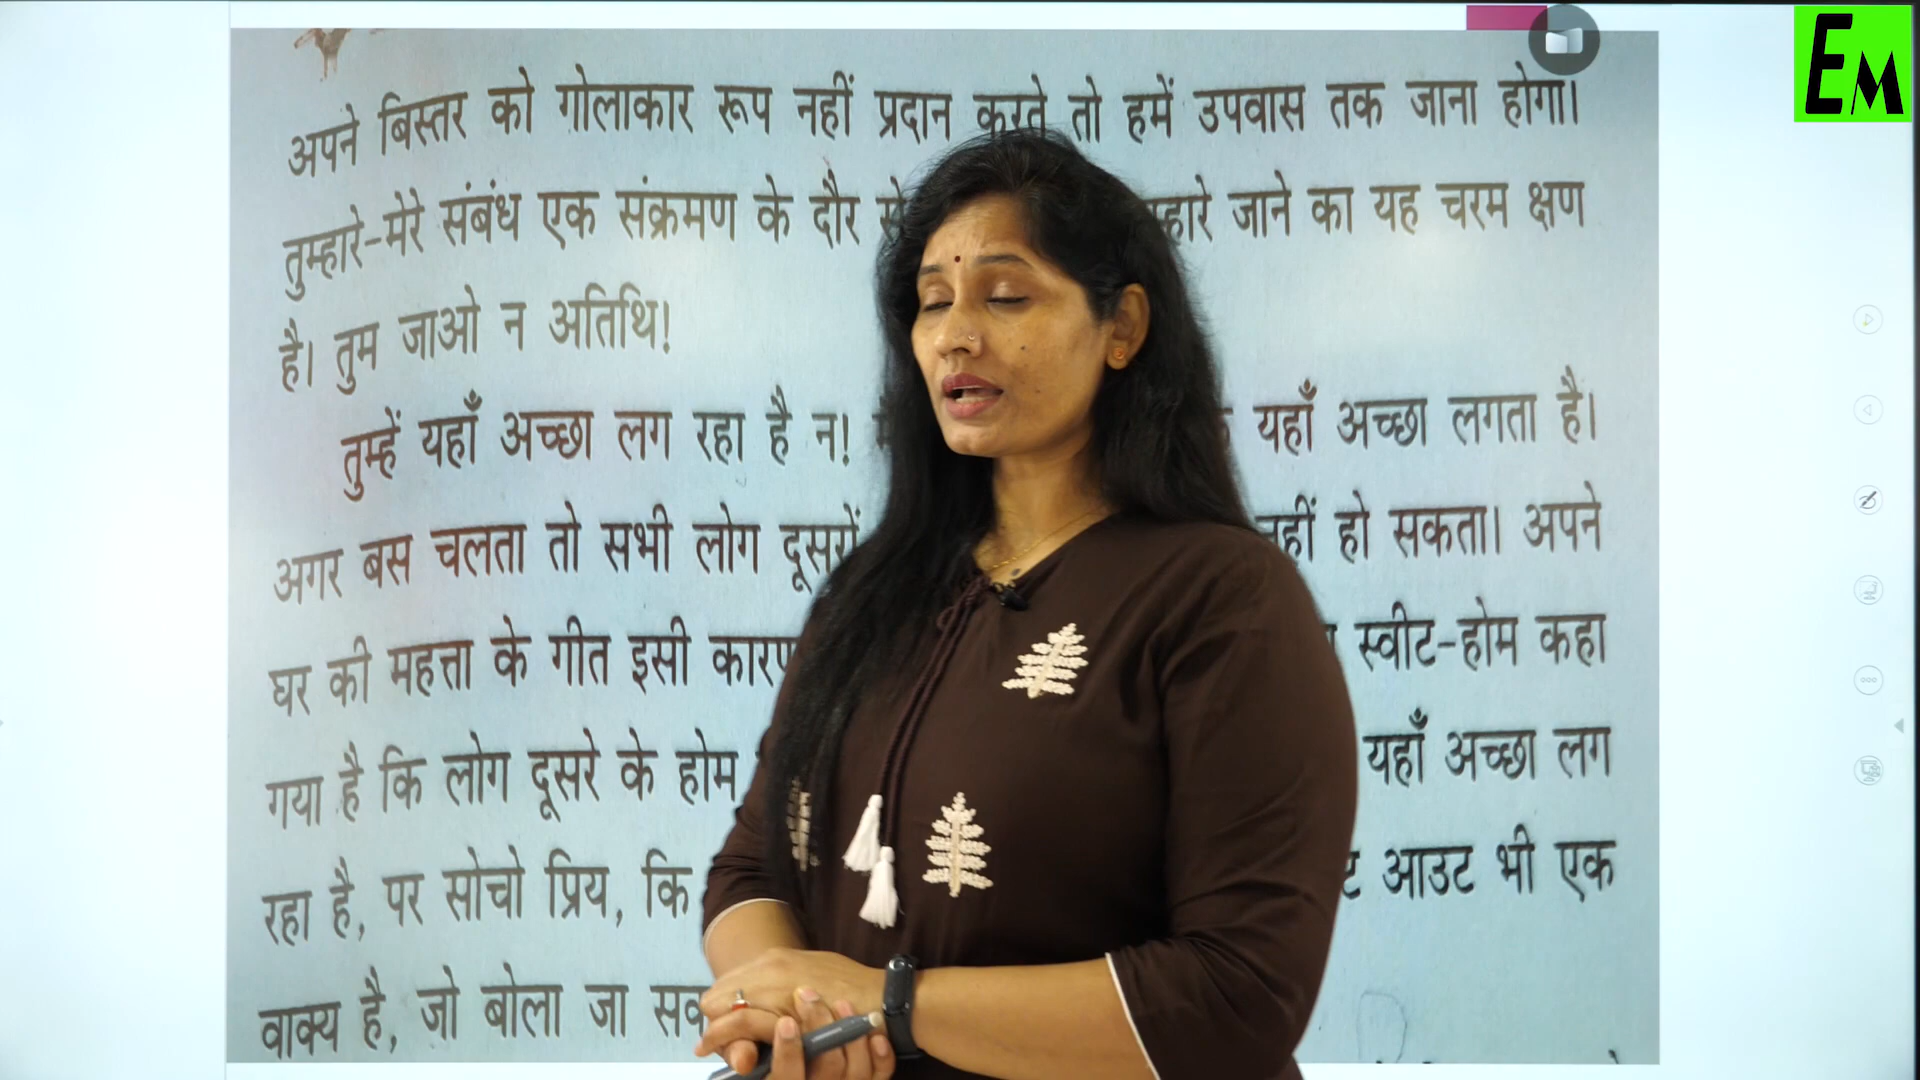 EM
अपने बिस्तर को गोलाकार रूप नहीं प्रदान करते तो हमें उपवास तक जाना होगा।
तुम्हारे-मेरे संबंध एक संक्रमण के दौर जाने का यह चरम क्षण
है। तुम जाओ न अतिथि!
तुम्हें यहाँ अच्छा लग रहा है न! यहाँ अच्छा लगता है।
अगर बस चलता तो सभी लोग दूसरों नहीं हो सकता। अपने
घर की महत्ता के गीत इसी कारण स्वीट-होम कहा
गया है कि लोग दूसरे के होम यहाँ अच्छा लग
रहा है, पर सोचो प्रिय, कि आउट भी एक
वाक्य है, जो बोला जा